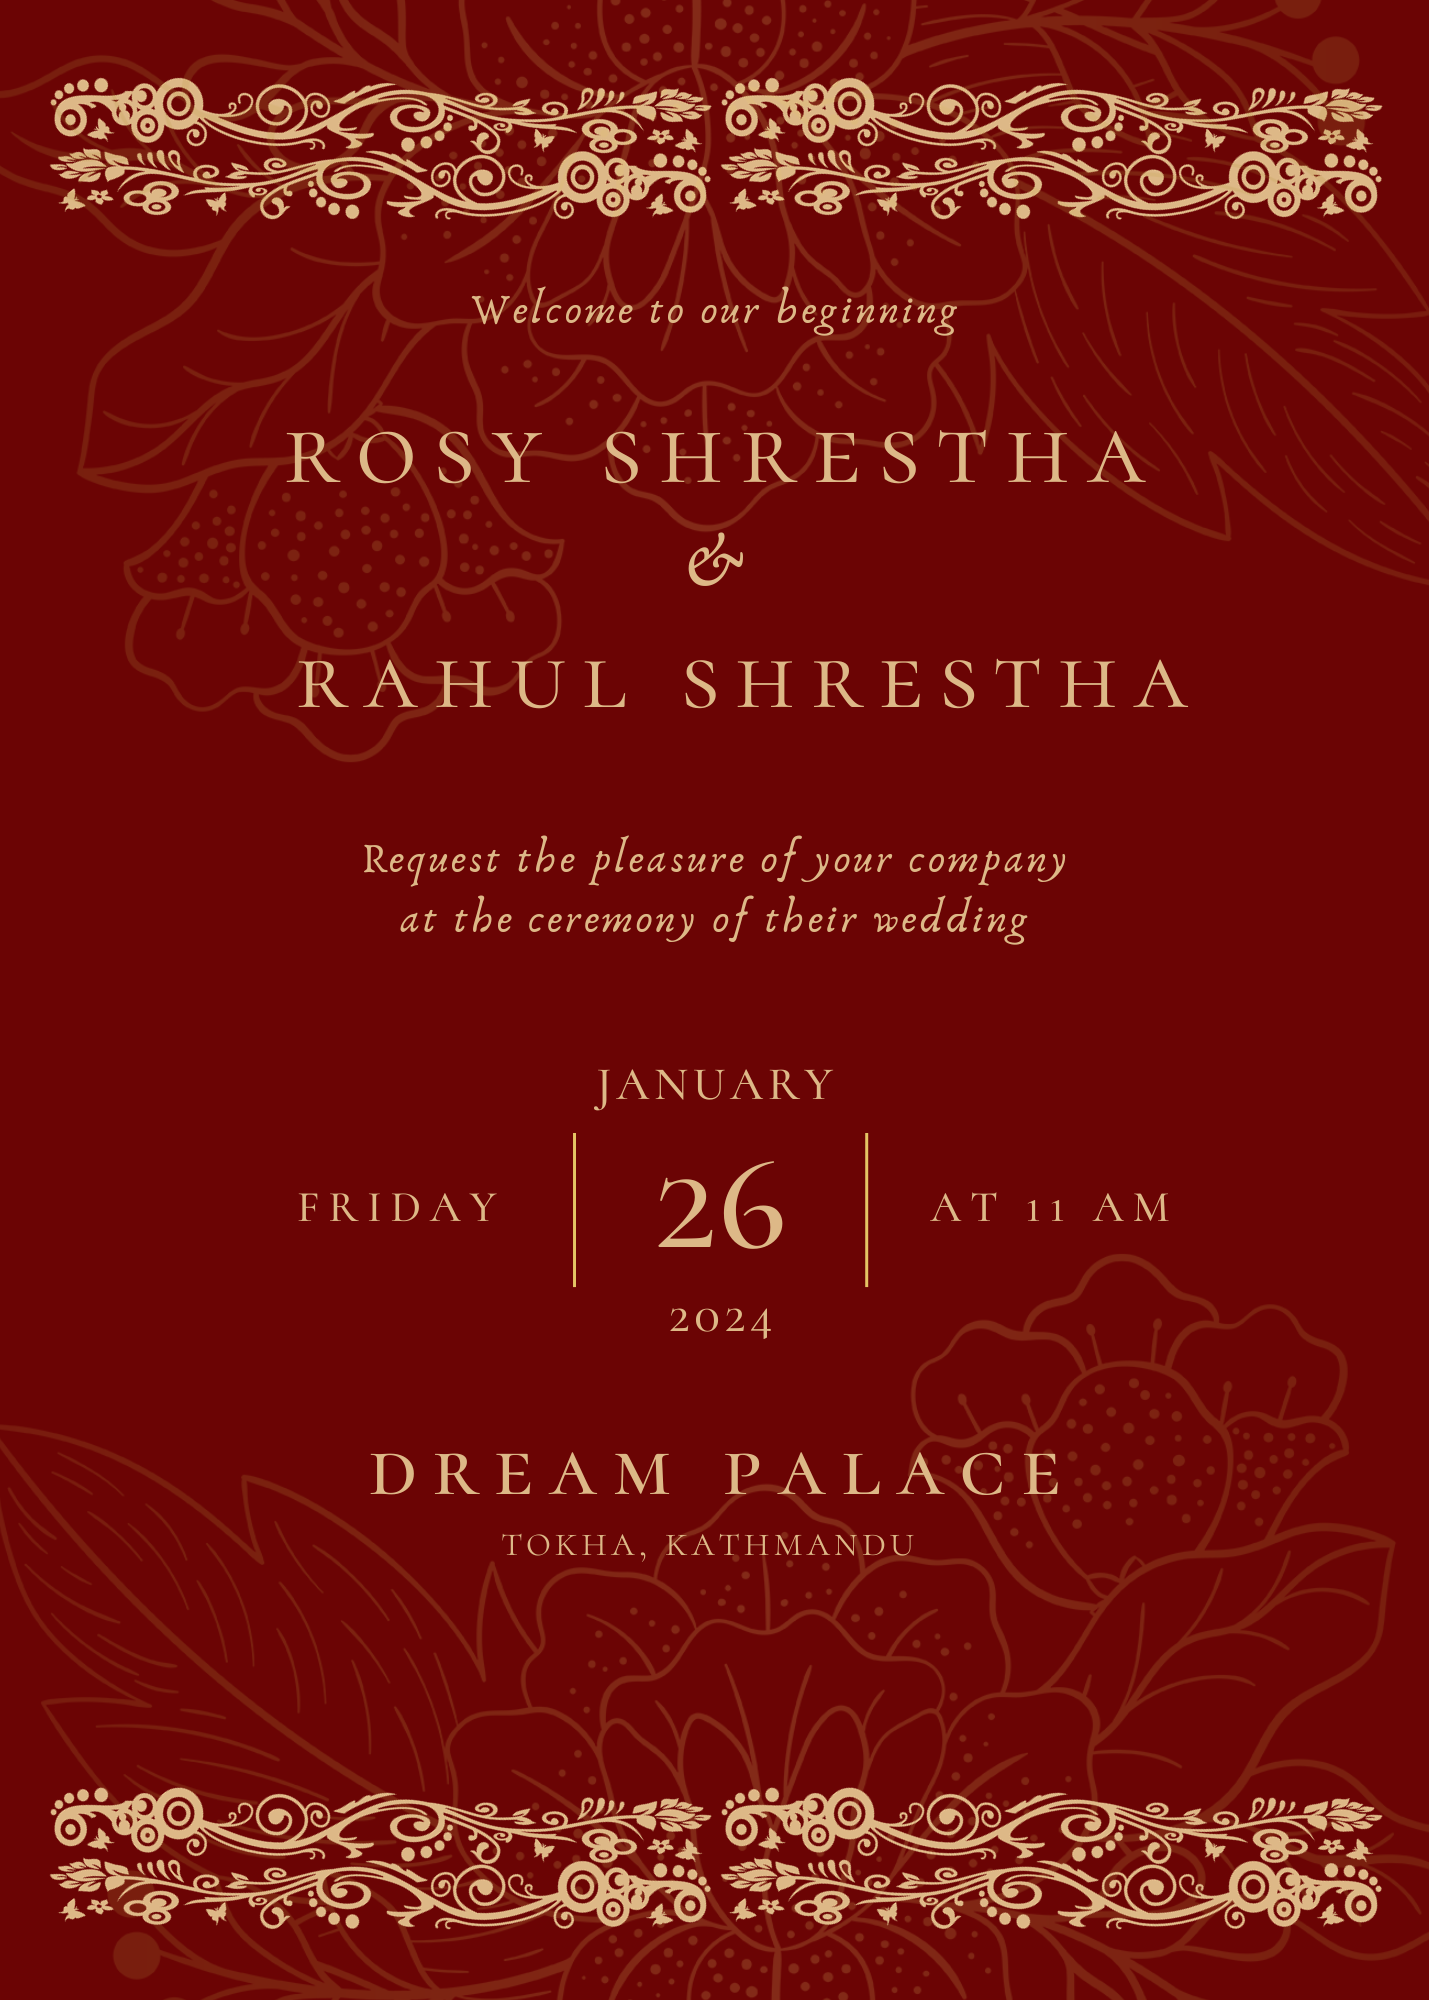 Welcome to our beginning
ROSY SHRESTHA
&
RAHUL SHRESTHA
Request the pleasure of your company
at the ceremony of their wedding
JANUARY
FRIDAY
26
AT 11 AM
2024
DREAM PALACE
TOKHA, KATHMANDU